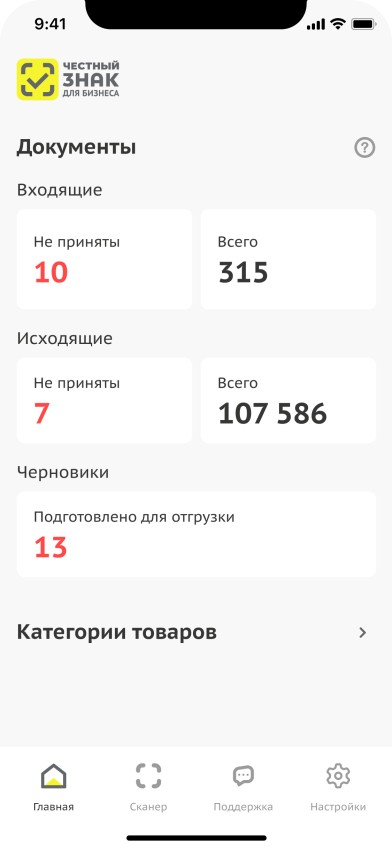 9:41
ЧЕСТНЫЙ
ЗНАК
ДЛЯ БИЗНЕСА
Документы
?
Входящие
Не приняты
10
Всего
315
Исходящие
Не приняты
7
Всего
107 586
Черновики
Подготовлено для отгрузки
13
Категории товаров
Главная
Сканер
Поддержка
Настройки